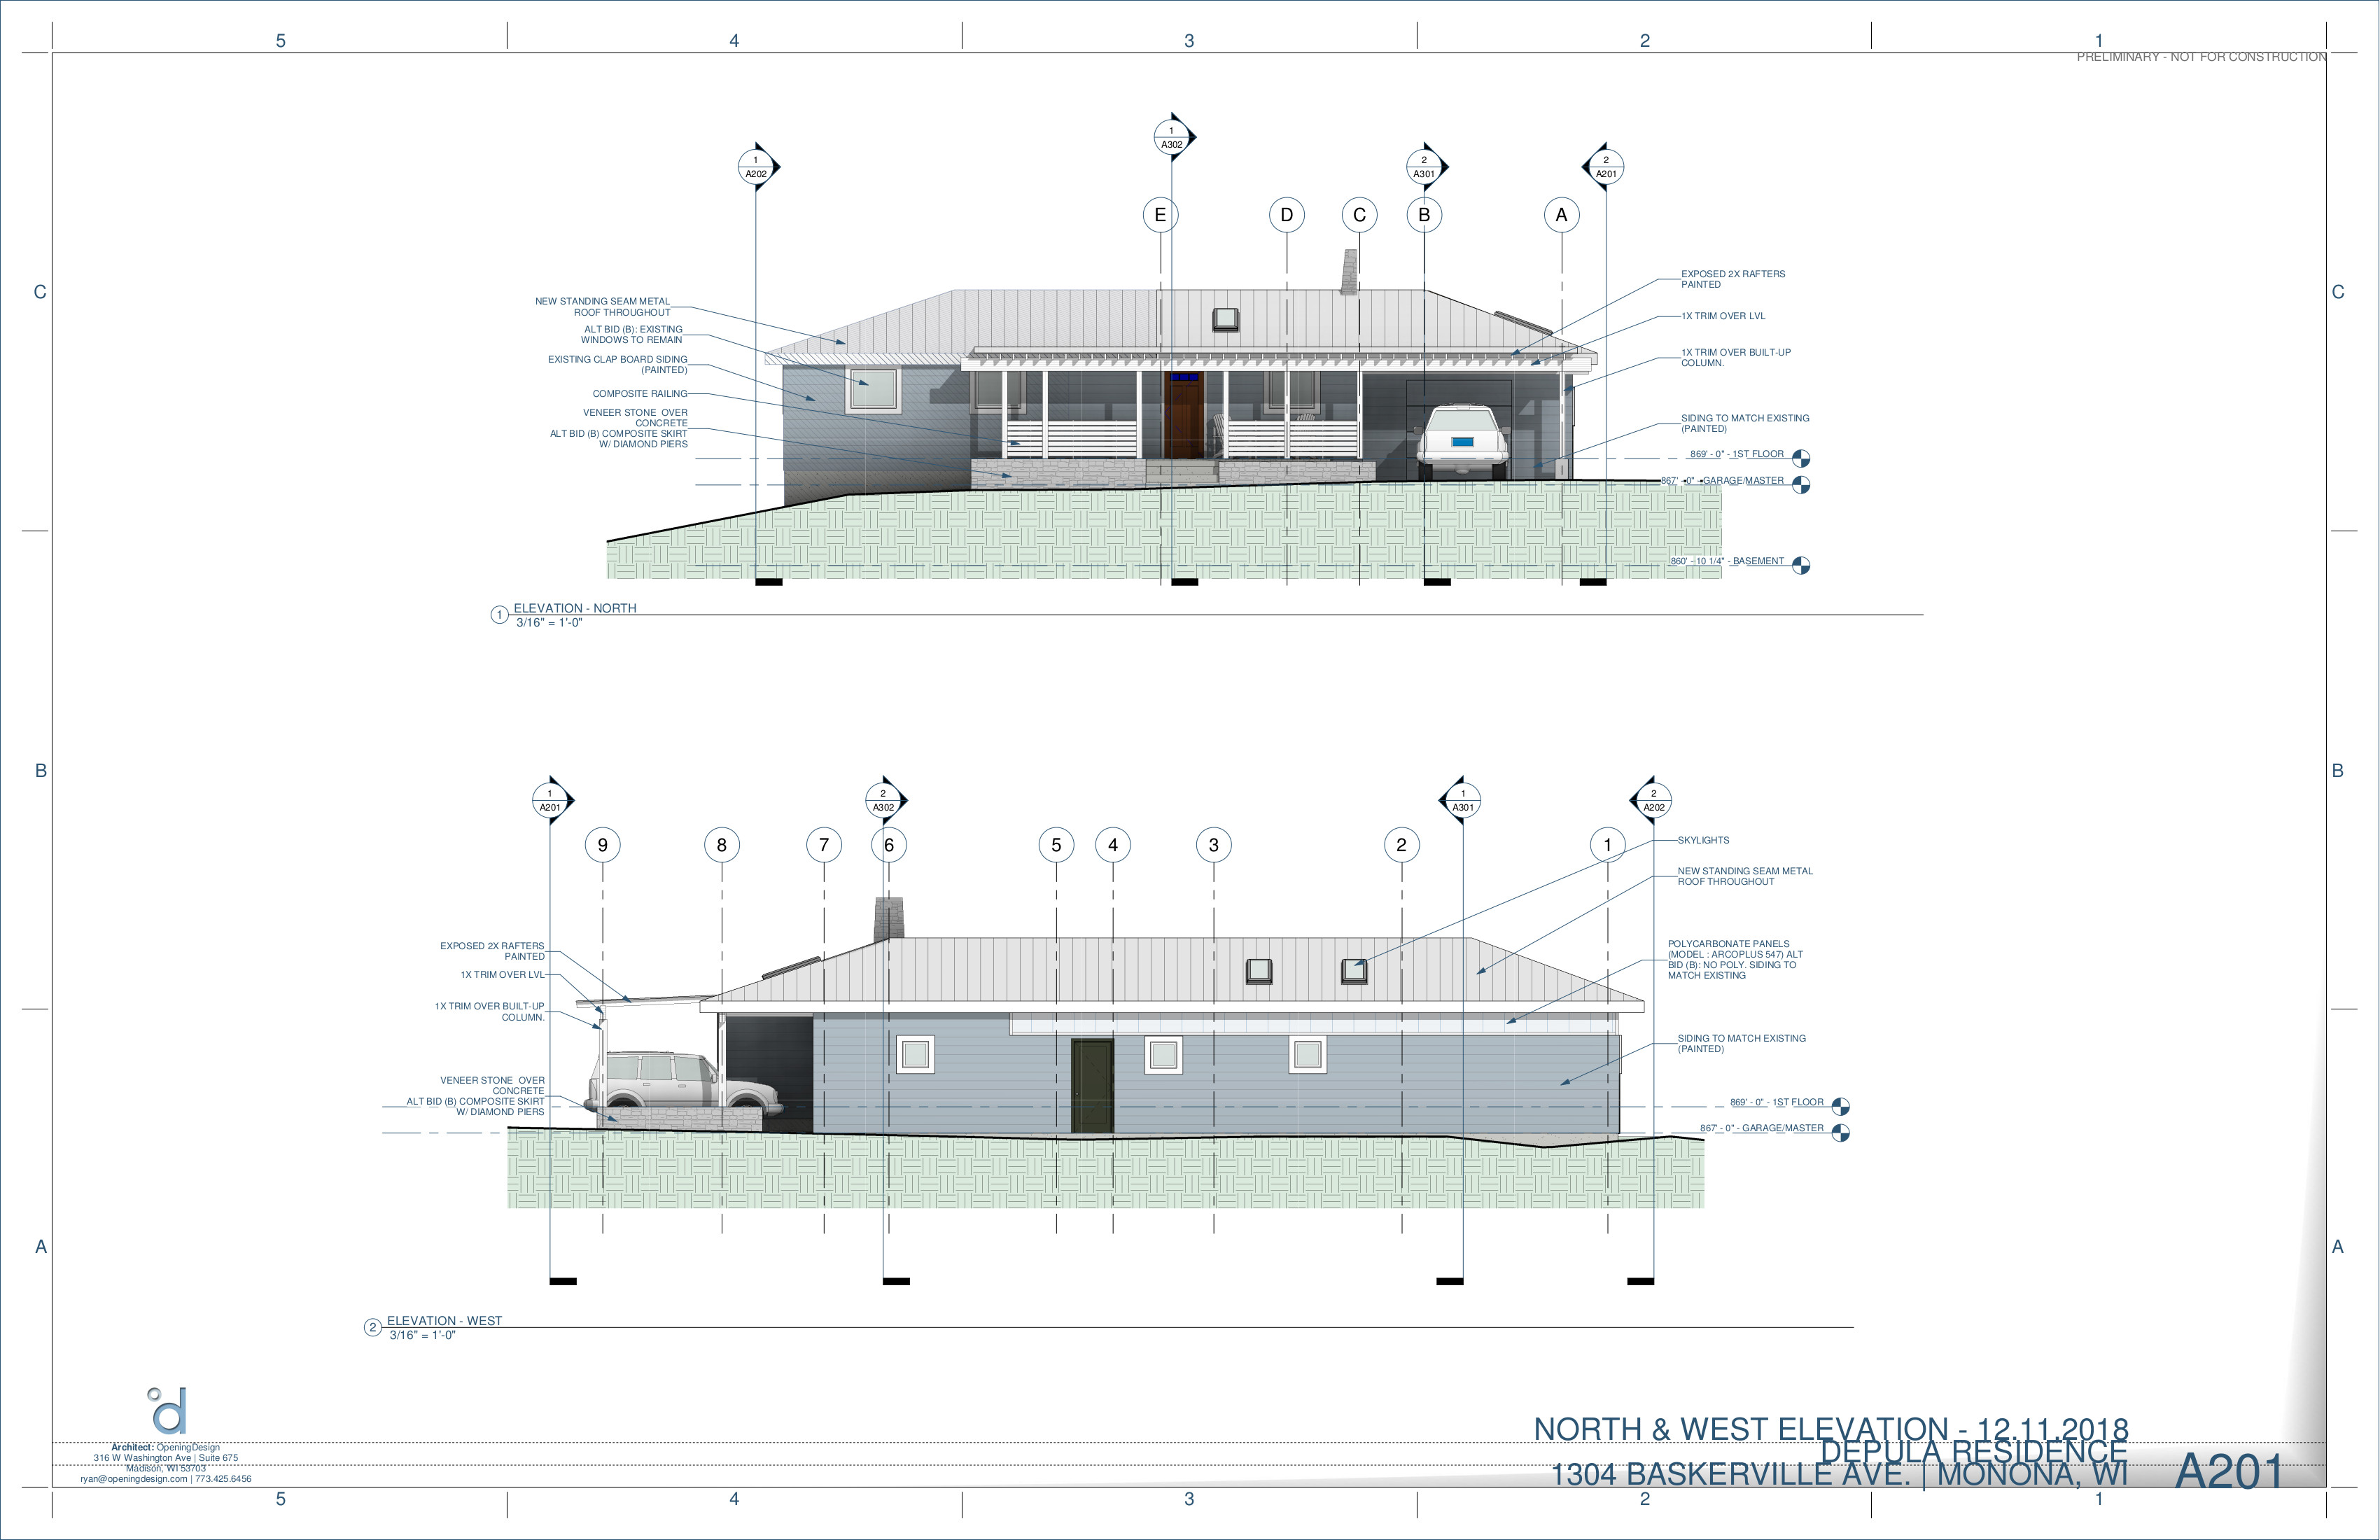 5 4 3 2 1
PRELIMINARY - NOT FOR CONSTRUCTION
1
A302
1
A202
2
A301
2
A201
E D C B A
C
C
NEW STANDING SEAM METAL
ROOF THROUGHOUT
ALT BID (B): EXISTING
WINDOWS TO REMAIN
EXISTING CLAP BOARD SIDING
(PAINTED)
COMPOSITE RAILING
VENEER STONE OVER
CONCRETE
ALT BID (B) COMPOSITE SKIRT
W/ DIAMOND PIERS
EXPOSED 2X RAFTERS
PAINTED
1X TRIM OVER LVL
1X TRIM OVER BUILT-UP
COLUMN.
SIDING TO MATCH EXISTING
(PAINTED)
869' - 0" - 1ST FLOOR
867' - 0" - GARAGE/MASTER
860' - 10 1/4" - BASEMENT
1
ELEVATION - NORTH
3/16" = 1'-0"
B
B
1
A201
2
A302
1
A301
2
A202
9 8 7 6 5 4 3 2 1
EXPOSED 2X RAFTERS
PAINTED
1X TRIM OVER LVL
1X TRIM OVER BUILT-UP
COLUMN.
VENEER STONE OVER
CONCRETE
ALT BID (B) COMPOSITE SKIRT
W/ DIAMOND PIERS
SKYLIGHTS
NEW STANDING SEAM METAL
ROOF THROUGHOUT
POLYCARBONATE PANELS
(MODEL : ARCOPLUS 547) ALT
BID (B): NO POLY. SIDING TO
MATCH EXISTING
SIDING TO MATCH EXISTING
(PAINTED)
869' - 0" - 1ST FLOOR
867' - 0" - GARAGE/MASTER
A
A
2
ELEVATION - WEST
3/16" = 1'-0"
d
Architect: OpeningDesign
316 W Washington Ave | Suite 675
Madison, WI 53703
ryan@openingdesign.com | 773.425.6456
NORTH & WEST ELEVATION - 12.11.2018
DEPULA RESIDENCE
1304 BASKERVILLE AVE. | MONONA, WI
A201
5 4 3 2 1